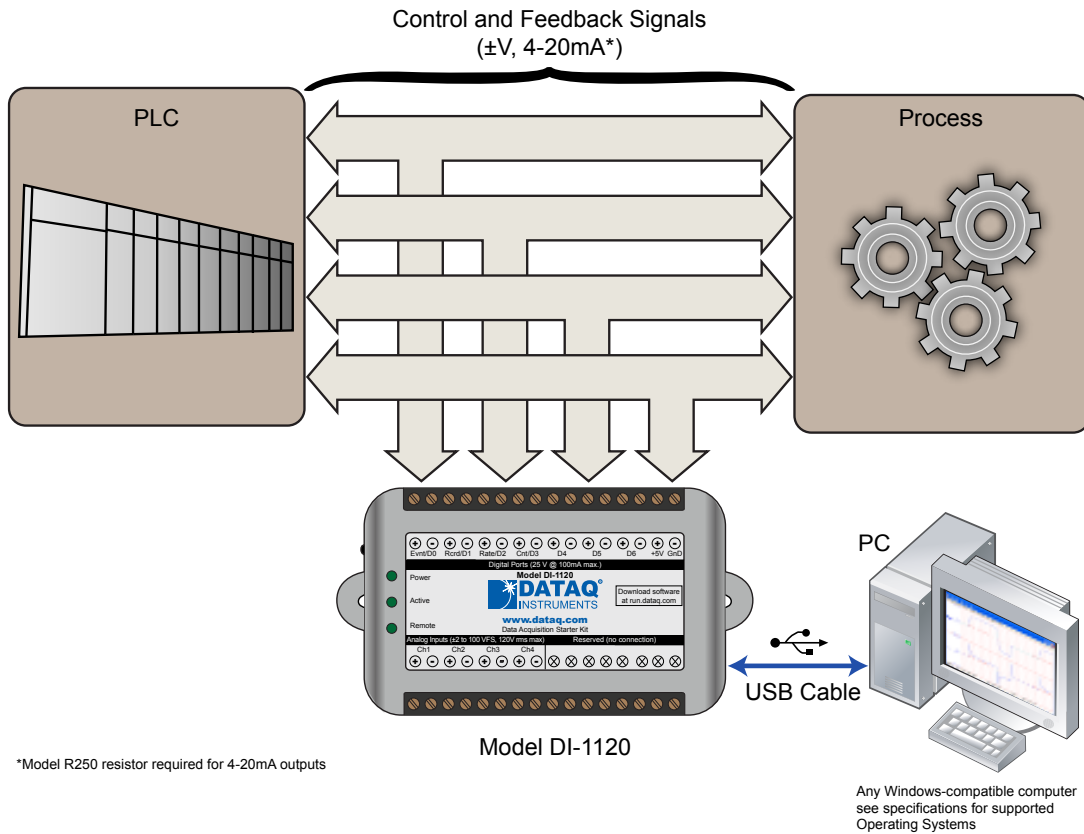 Control and Feedback Signals
(±V, 4-20mA*)
PLC
Process
Evnt/D0 Rcrd/D1 Rate/D2 Cnt/D3 D4 D5 D6 +5V GnD
Digital Ports (25 V @ 100mA max.)
Power
Active
Remote
Model DI-1120
DATAQ®
INSTRUMENTS
www.dataq.com
Data Acquisition Starter Kit
Download software
at run.dataq.com
Analog Inputs (±2 to 100 VFS, 120V rms max) Reserved (no connection)
Ch1 Ch2 Ch3 Ch4
PC
USB Cable
Model DI-1120
*Model R250 resistor required for 4-20mA outputs
Any Windows-compatible computer
see specifications for supported
Operating Systems